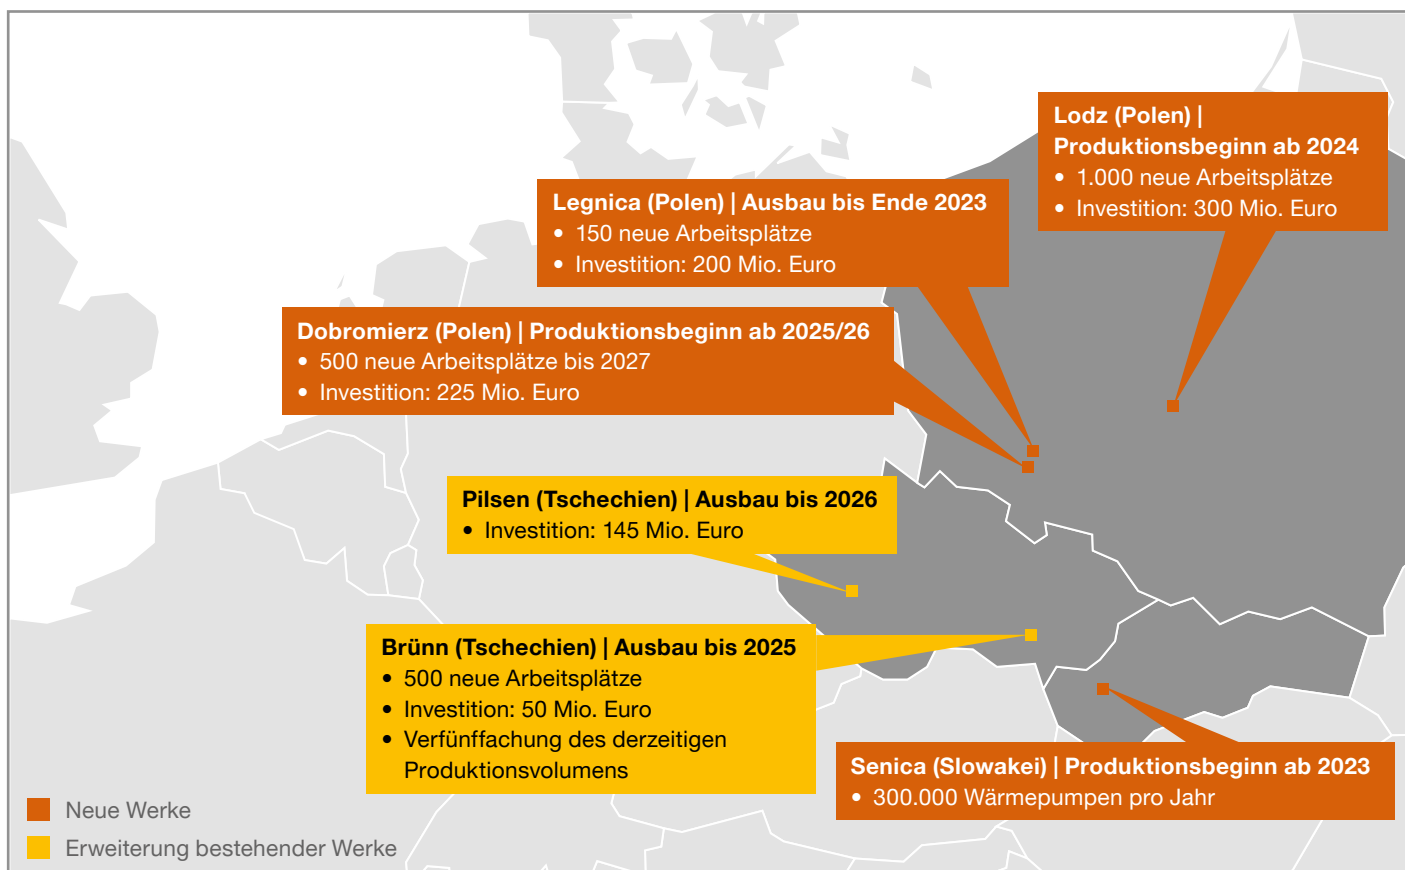 Lodz (Polen) |
Produktionsbeginn ab 2024
• 1.000 neue Arbeitsplätze
• Investition: 300 Mio. Euro
Legnica (Polen) | Ausbau bis Ende 2023
• 150 neue Arbeitsplätze
• Investition: 200 Mio. Euro
Dobromierz (Polen) | Produktionsbeginn ab 2025/26
• 500 neue Arbeitsplätze bis 2027
• Investition: 225 Mio. Euro
Pilsen (Tschechien) | Ausbau bis 2026
• Investition: 145 Mio. Euro
Brünn (Tschechien) | Ausbau bis 2025
• 500 neue Arbeitsplätze
• Investition: 50 Mio. Euro
• Verfünffachung des derzeitigen
Produktionsvolumens
Senica (Slowakei) | Produktionsbeginn ab 2023
• 300.000 Wärmepumpen pro Jahr
Neue Werke
Erweiterung bestehender Werke